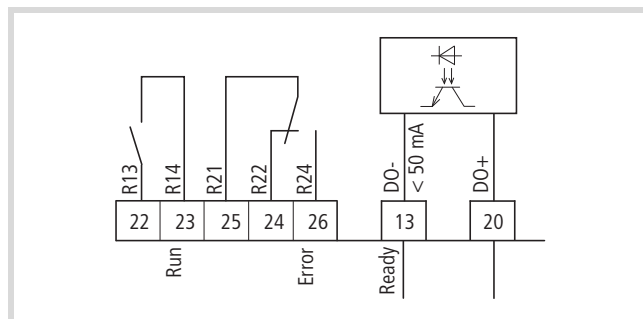 R13
R14
R21
R22
R24
DO-
< 50 mA
DO+
22
23
25
24
26
13
20
Run
Error
Ready